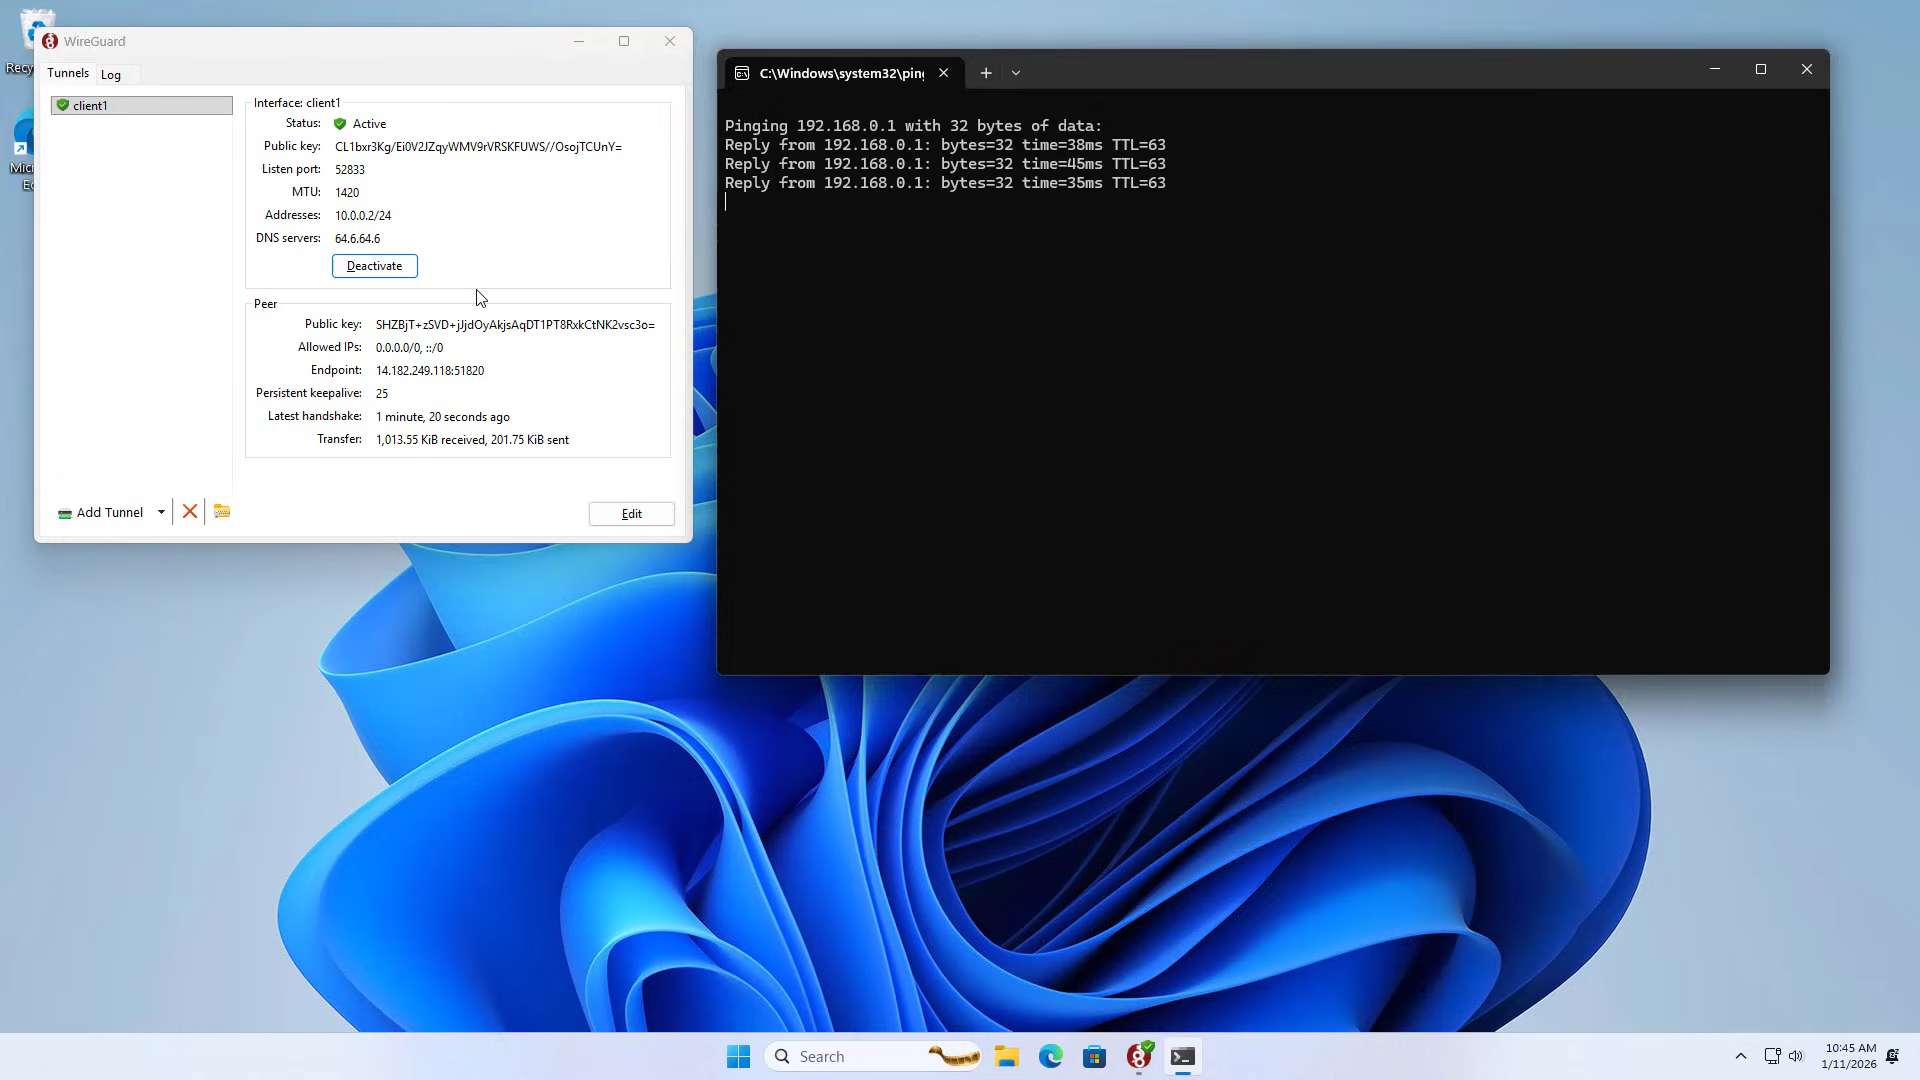 Recy
Mic
Ec
WireGuard
Tunnels
Log
client1
Interface: client1
Status: Active
Public key: CL1bxr3Kg/Ei0V2JZqyWMV9rVRSKFUWS//OsojTCUnY=
Listen port: 52833
MTU: 1420
Addresses: 10.0.0.2/24
DNS servers: 64.6.64.6
Deactivate
Peer
Public key: SHZBjT+zSVD+jJjdOyAkjsAqDT1PT8RxkCtNK2vsc3o=
Allowed IPs: 0.0.0.0/0, ::/0
Endpoint: 14.182.249.118:51820
Persistent keepalive: 25
Latest handshake: 1 minute, 20 seconds ago
Transfer: 1,013.55 KiB received, 201.75 KiB sent
Add Tunnel
Edit
C:\Windows\system32\pin
Pinging 192.168.0.1 with 32 bytes of data:
Reply from 192.168.0.1: bytes=32 time=38ms TTL=63
Reply from 192.168.0.1: bytes=32 time=45ms TTL=63
Reply from 192.168.0.1: bytes=32 time=35ms TTL=63
Search
10:45 AM
1/11/2026